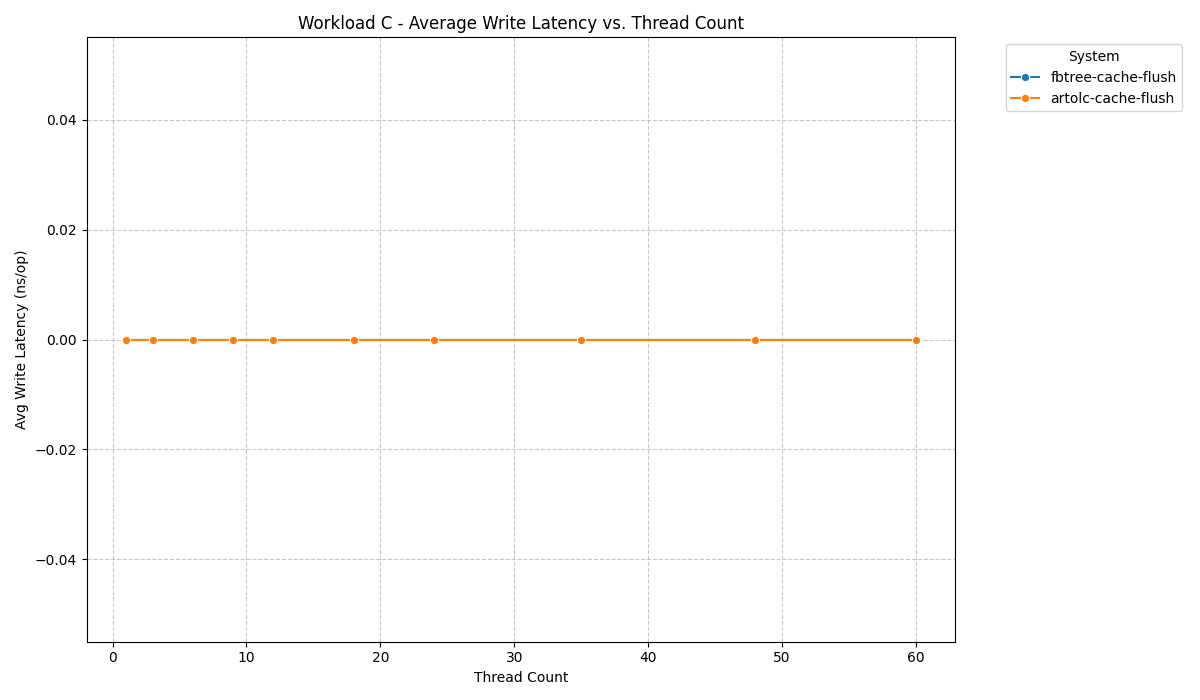 Workload C - Average Write Latency vs. Thread Count
System
fbtree-cache-flush
artolc-cache-flush
Avg Write Latency (ns/op)
0.04
0.02
0.00
−0.02
−0.04
0 10 20 30 40 50 60
Thread Count